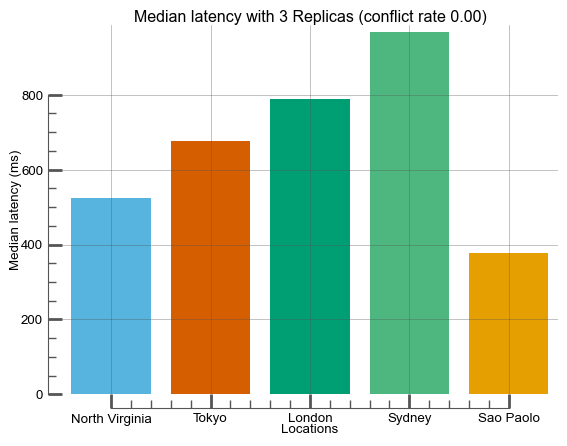 Median latency with 3 Replicas (conflict rate 0.00)
Median latency (ms)
800
600
400
200
0
North Virginia
Tokyo
London
Sydney
Sao Paolo
Locations